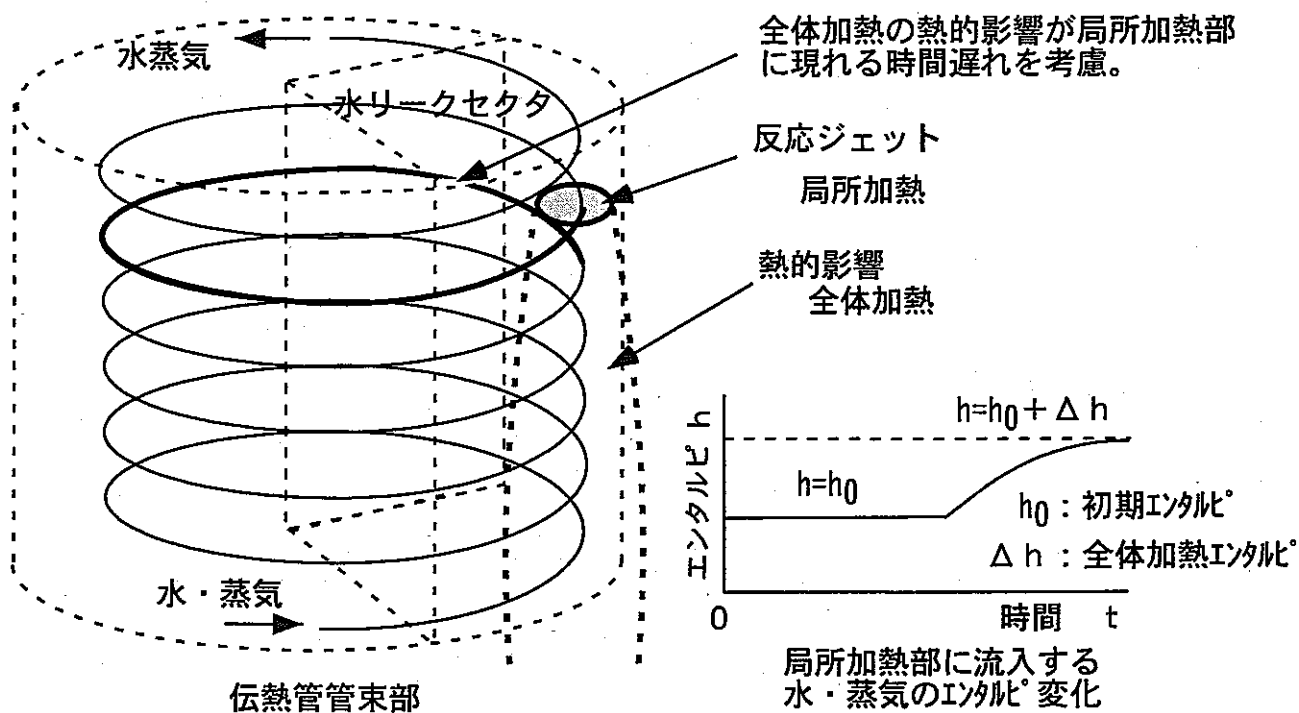 水蒸気
水リークセクタ
全体加熱の熱的影響が局所加熱部
に現れる時間遅れを考慮。
反応ジェット
局所加熱
熱的影響
全体加熱
水・蒸気
伝熱管管束部
エンタルピ h
h=h₀+Δh
h=h₀
h₀：初期エンタルピ
Δh：全体加熱エンタルピ
0
時間 t
局所加熱部に流入する
水・蒸気のエンタルピ変化